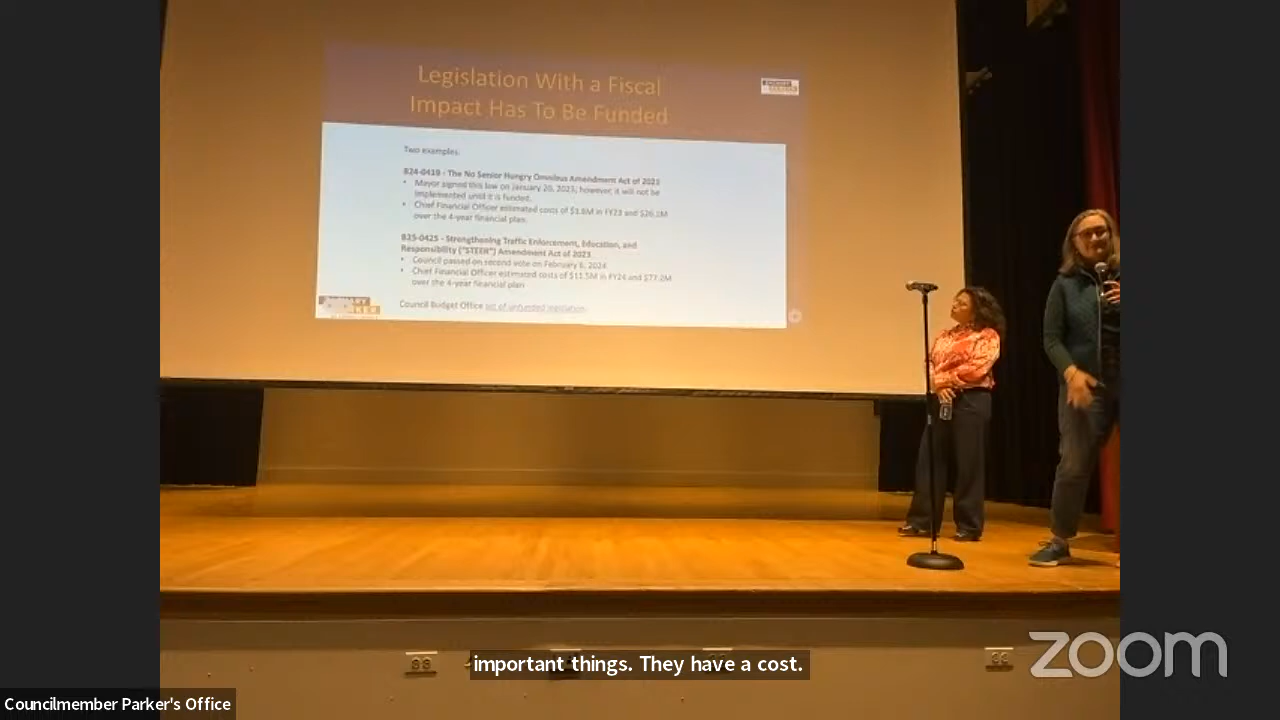 Legislation With a Fiscal
Impact Has To Be Funded
Two examples:
B24-0419 - The No Senior Hungry Omnibus Amendment Act of 2021
• Mayor signed this law on January 20, 2023; however, it will not be
implemented until it is funded.
• Chief Financial Officer estimated costs of $3.8M in FY23 and $26.1M
over the 4-year financial plan.
B25-0425 - Strengthening Traffic Enforcement, Education, and
Responsibility ("STEER") Amendment Act of 2023
• Council passed on second vote on February 6, 2024
• Chief Financial Officer estimated costs of $11.5M in FY24 and $77.2M
over the 4-year financial plan
Council Budget Office list of unfunded legislation
important things. They have a cost.
zoom
Councilmember Parker's Office